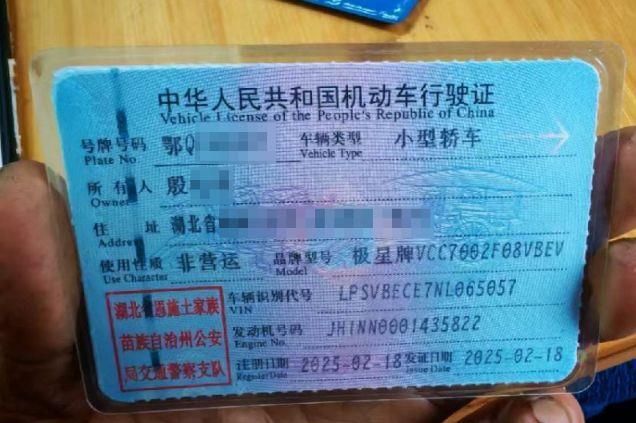 中华人民共和国机动车行驶证
Vehicle License of the People's Republic of China
号牌号码 鄂Q 车辆类型 小型轿车
Plate No. Vehicle Type
所有人 殷
Owner
住址 湖北省
Address
使用性质 非营运 品牌型号 极星牌VCC7002F08VBEV
Use Character Model
湖北省恩施土家族
苗族自治州公安
局交通警察支队
车辆识别代号 LPSVBECE7NL065057
VIN
发动机号码 JHINN0001435822
Engine No.
注册日期 2025-02-18 发证日期 2025-02-18
Register Date Issue Date